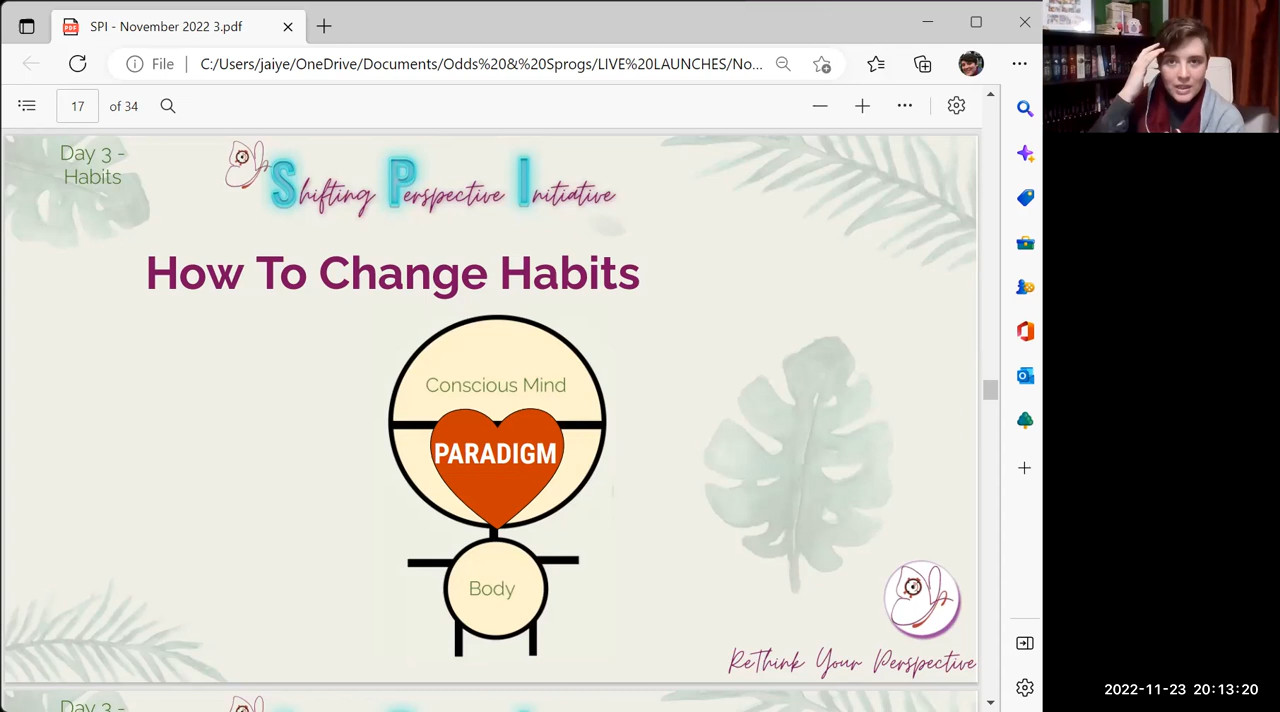 SPI - November 2022 3.pdf
File
C:/Users/jaiye/OneDrive/Documents/Odds%20&%20Sprogs/LIVE%20LAUNCHES/No...
17
of 34
Day 3 -
Habits
Shifting Perspective Initiative
How To Change Habits
Conscious Mind
PARADIGM
Body
ReThink Your Perspective
Day 3 -
2022-11-23 20:13:20